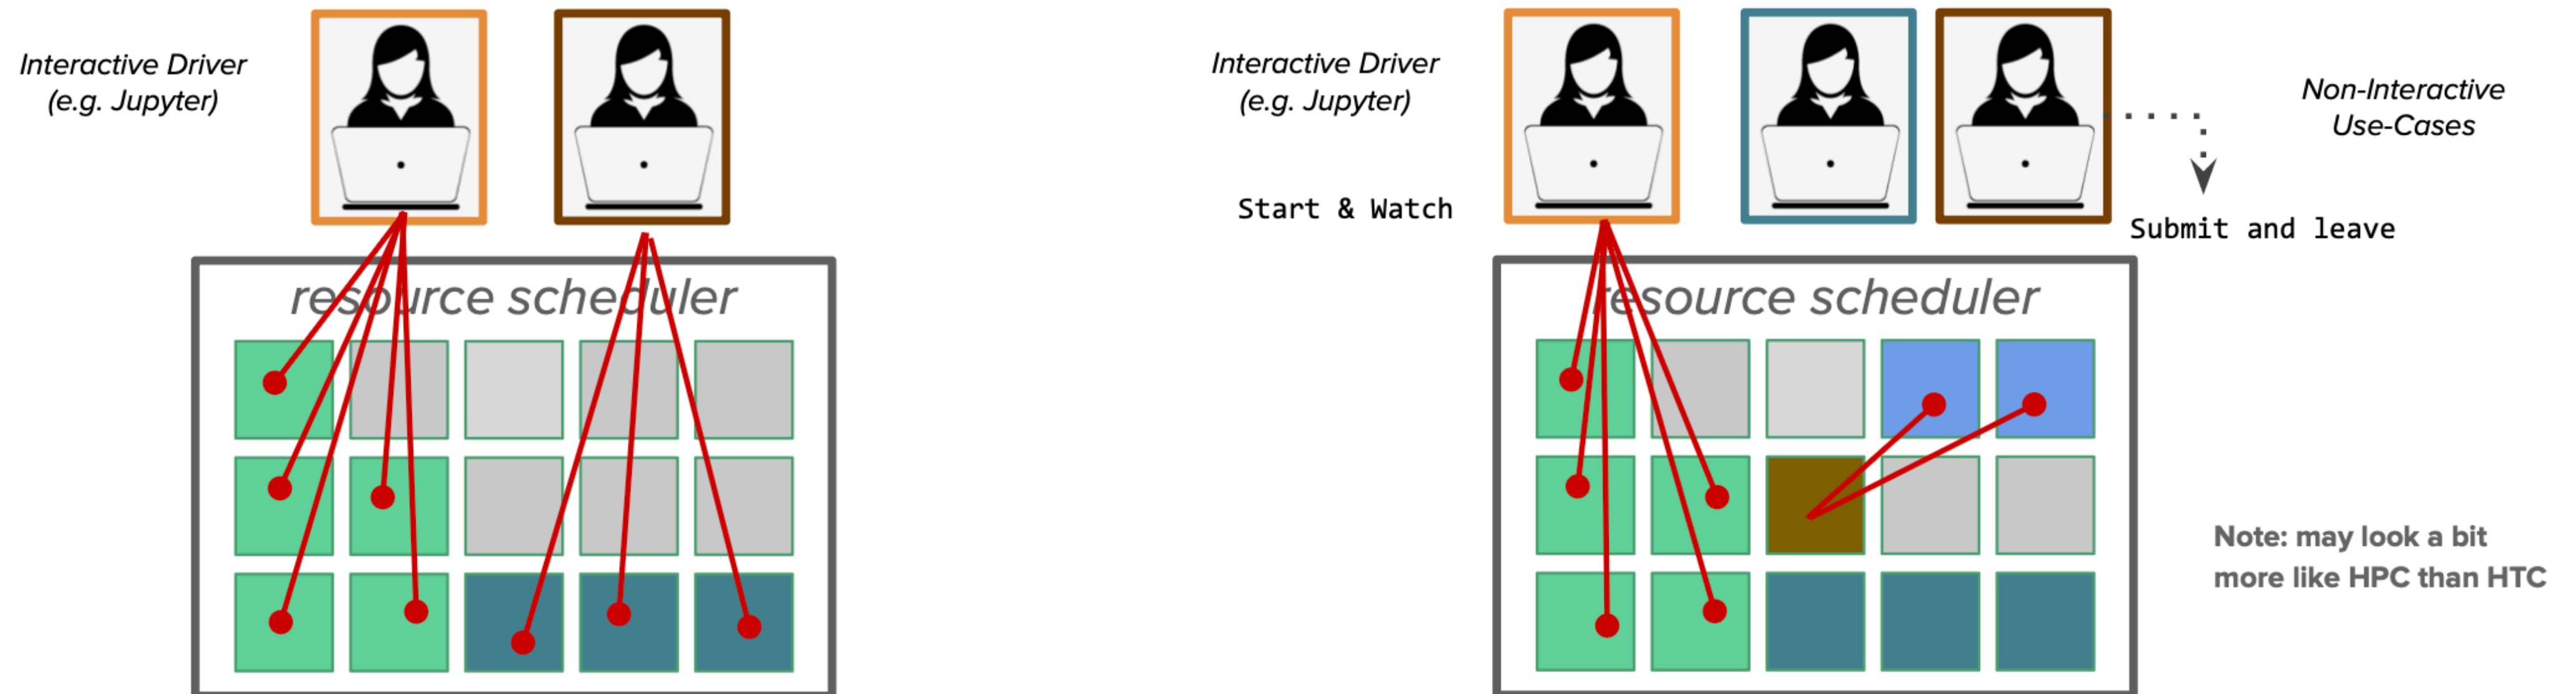 Interactive Driver
(e.g. Jupyter)
resource scheduler
Interactive Driver
(e.g. Jupyter)
Start & Watch
Non-Interactive
Use-Cases
Submit and leave
resource scheduler
Note: may look a bit
more like HPC than HTC